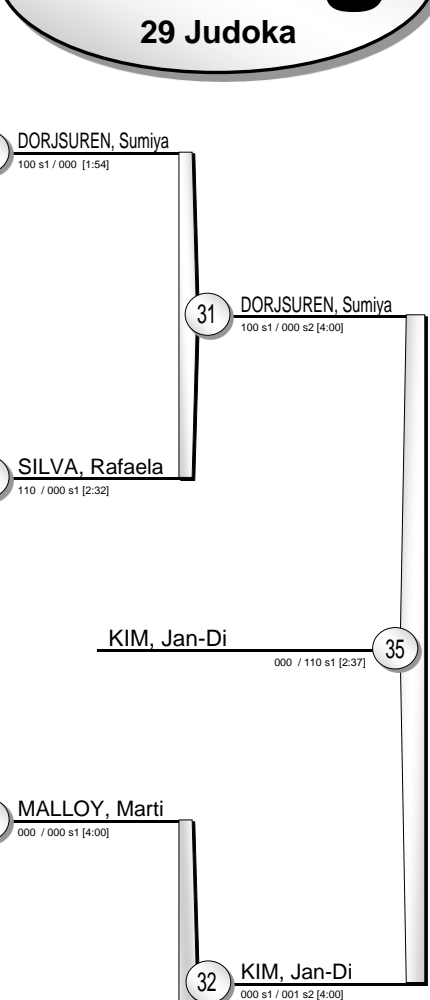 29 Judoka
DORJSUREN, Sumiya
100 s1 / 000 [1:54]
31
DORJSUREN, Sumiya
100 s1 / 000 s2 [4:00]
SILVA, Rafaela
110 / 000 s1 [2:32]
KIM, Jan-Di
35
000 / 110 s1 [2:37]
MALLOY, Marti
000 / 000 s1 [4:00]
32
KIM, Jan-Di
000 s1 / 001 s2 [4:00]